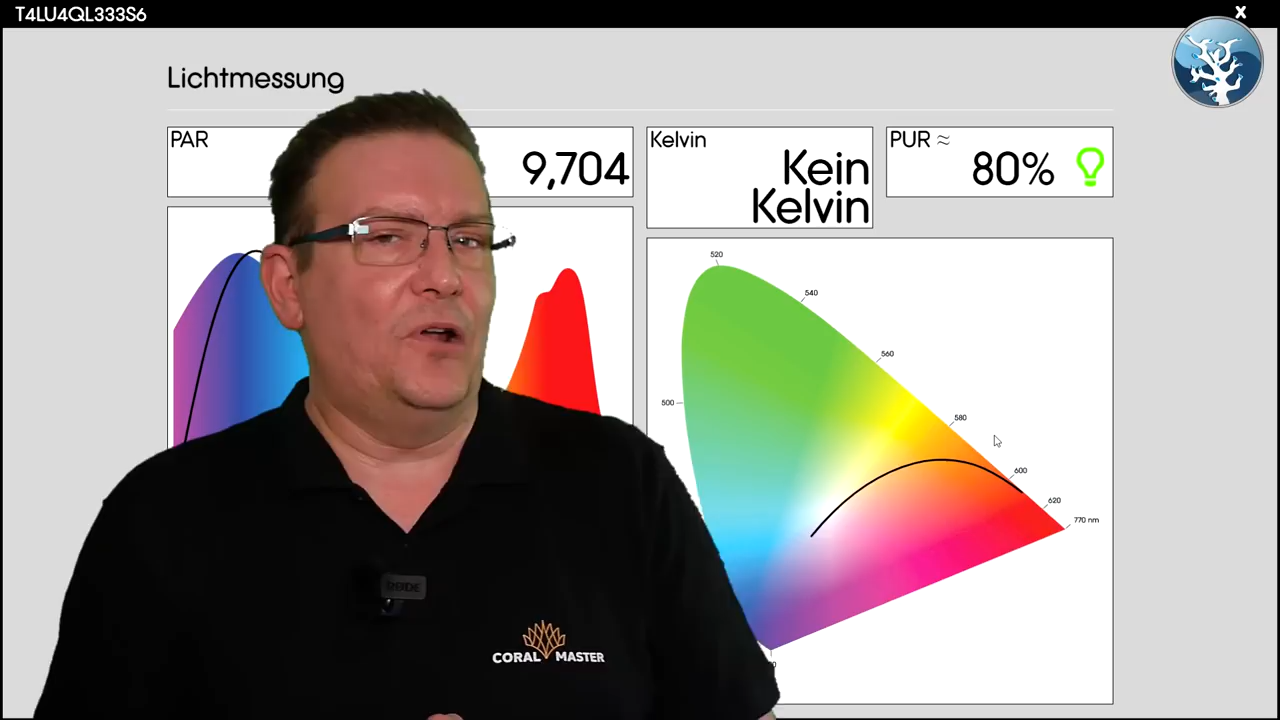 T4LU4QL333S6
X
Lichtmessung
PAR
9,704
Kelvin
Kein
Kelvin
PUR ≈
80%
520
540
560
500
580
600
620
770 nm
RØDE
CORAL MASTER